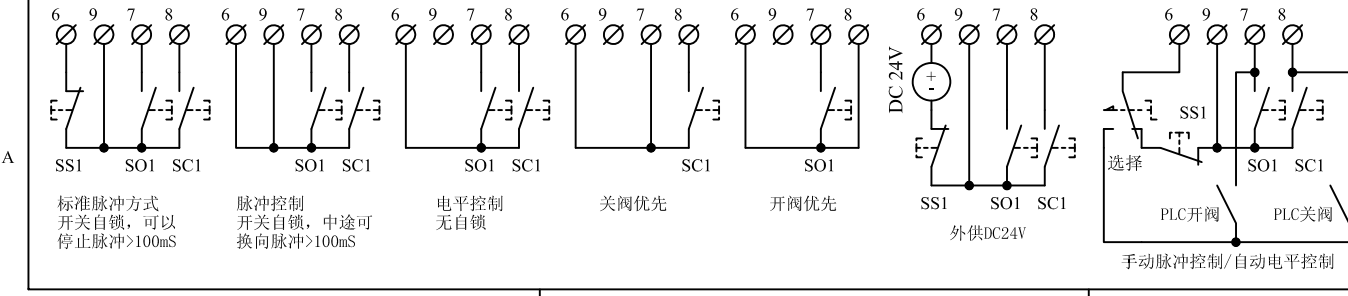 6 9 7 8
6 9 7 8
6 9 7 8
6 9 7 8
6 9 7 8
6 9 7 8
6 9 7 8
DC 24V
+
-
A
SS1 SO1 SC1
SO1 SC1
SO1 SC1
SC1
SO1
SS1 SO1 SC1
SS1
选择
SO1 SC1
PLC开阀 PLC关阀
标准脉冲方式
开关自锁，可以
停止脉冲>100mS
脉冲控制
开关自锁，中途可
换向脉冲>100mS
电平控制
无自锁
关阀优先
开阀优先
外供DC24V
手动脉冲控制/自动电平控制